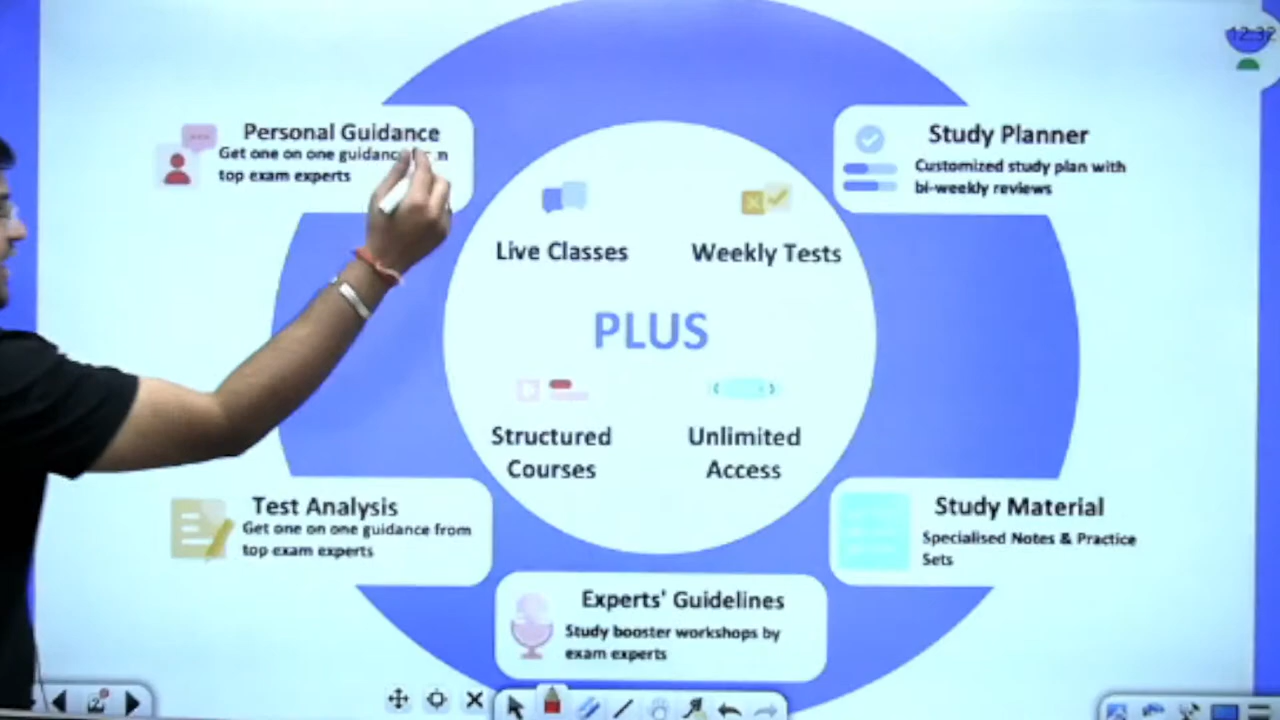 12:32
Personal Guidance
Get one on one guidance
top exam experts
Study Planner
Customized study plan with
bi-weekly reviews
Live Classes
Weekly Tests
PLUS
Structured
Courses
Unlimited
Access
Test Analysis
Get one on one guidance from
top exam experts
Study Material
Specialised Notes & Practice
Sets
Experts' Guidelines
Study booster workshops by
exam experts